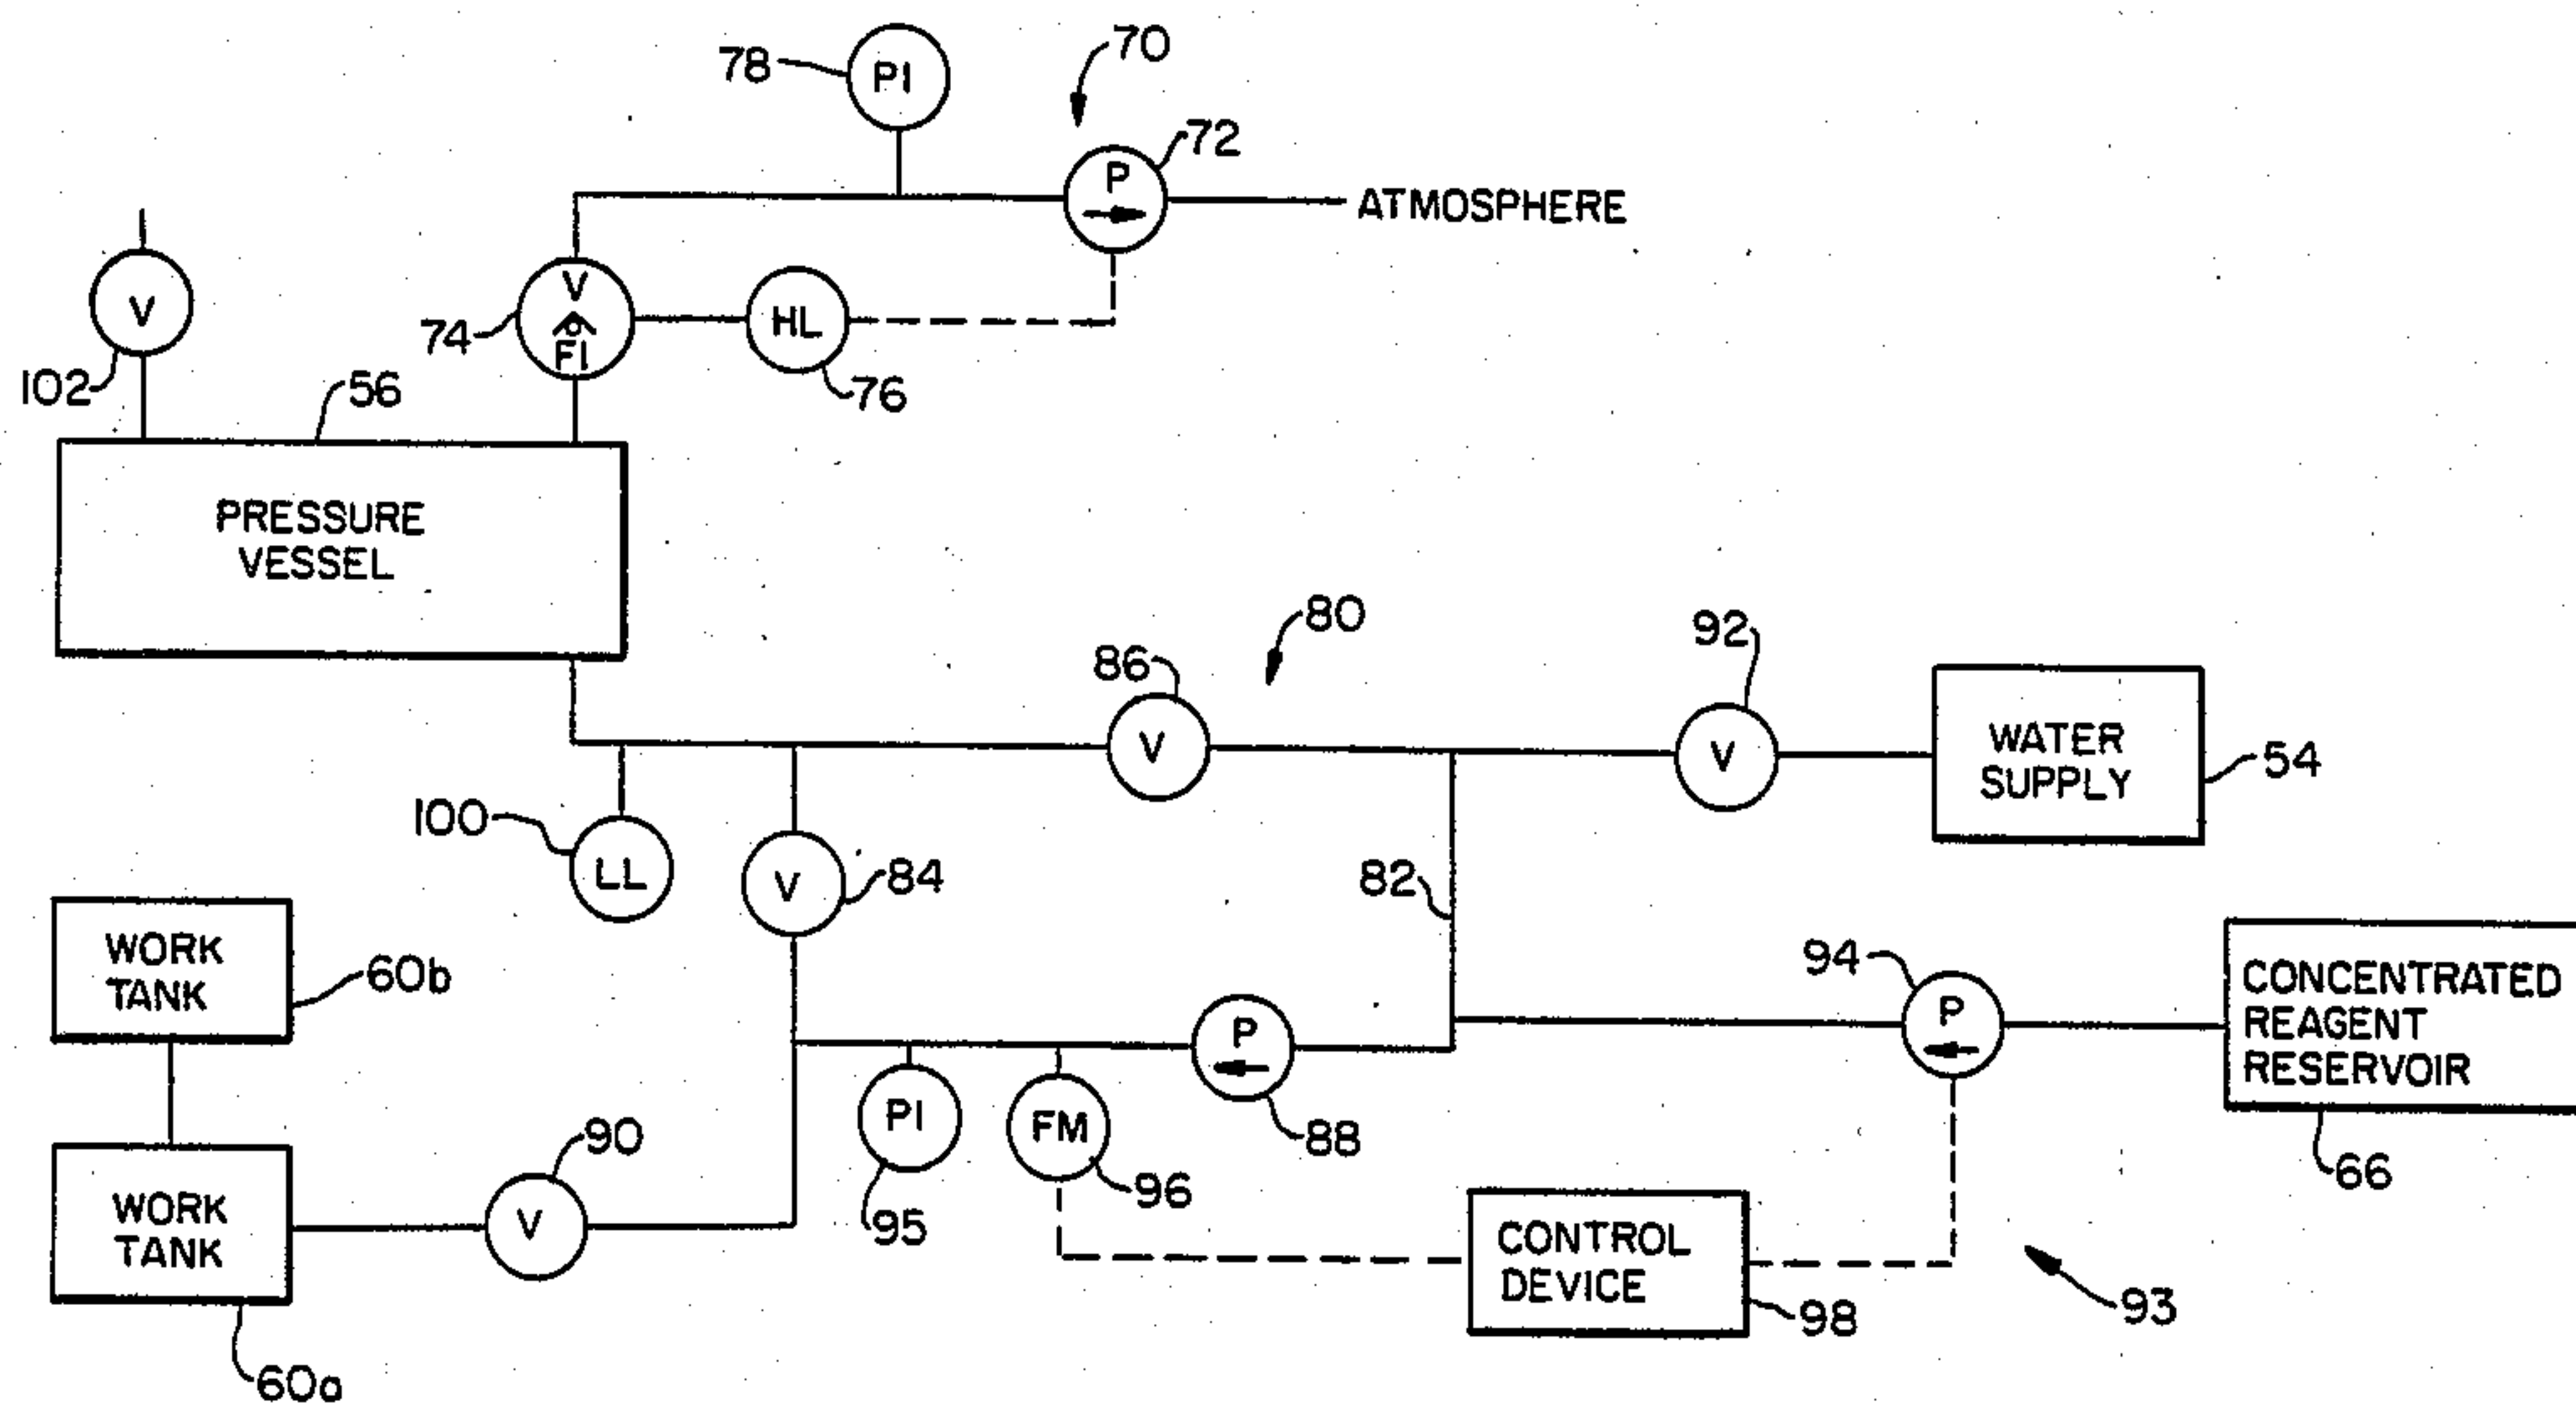 70
78
PI
72
P
ATMOSPHERE
V
74
V
FI
HL
76
102
56
PRESSURE
VESSEL
80
86
V
92
V
WATER
SUPPLY
54
100
LL
V
84
82
WORK
TANK
60b
94
P
CONCENTRATED
REAGENT
RESERVOIR
66
P
88
PI
95
FM
96
90
V
WORK
TANK
60a
CONTROL
DEVICE
98
93